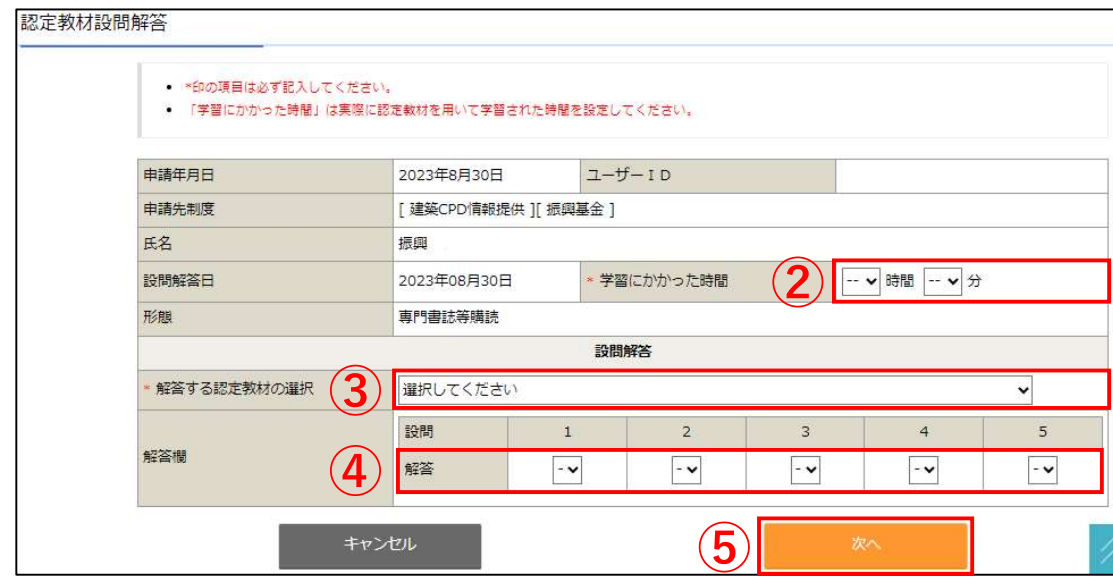 認定教材設問解答
• *印の項目は必ず記入してください。
• 「学習にかかった時間」は実際に認定教材を用いて学習された時間を設定してください。
申請年月日 2023年8月30日 ユーザーＩＤ
申請先制度 [ 建築CPD情報提供 ][ 振興基金 ]
氏名 振興
設問解答日 2023年08月30日 * 学習にかかった時間 ② -- 時間 -- 分
形態 専門書誌等購読
設問解答
* 解答する認定教材の選択 ③ 選択してください
解答欄 設問 1 2 3 4 5
④ 解答 - - - - -
キャンセル ⑤ 次へ